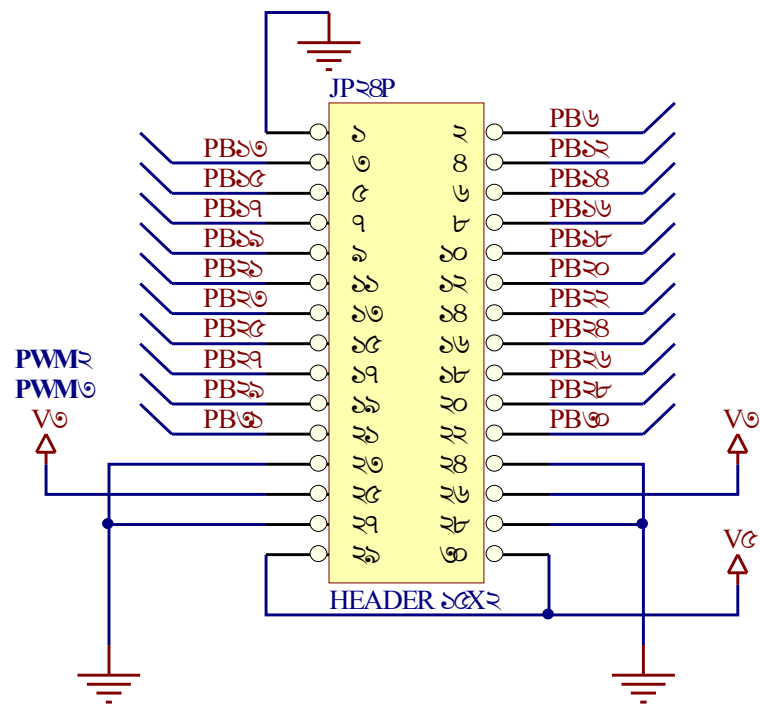 JP২৪P
১ ২ PB৬
PB১৩ ৩ ৪ PB১২
PB১৫ ৫ ৬ PB১৪
PB১৭ ৭ ৮ PB১৬
PB১৯ ৯ ১০ PB১৮
PB২১ ১১ ১২ PB২০
PB২৩ ১৩ ১৪ PB২২
PB২৫ ১৫ ১৬ PB২৪
PWM২ PB২৭ ১৭ ১৮ PB২৬
PWM৩ PB২৯ ১৯ ২০ PB২৮
V৩ PB৩১ ২১ ২২ PB৩০ V৩
২৩ ২৪
২৫ ২৬
২৭ ২৮
V৫
২৯ ৩০
HEADER ১৫X২